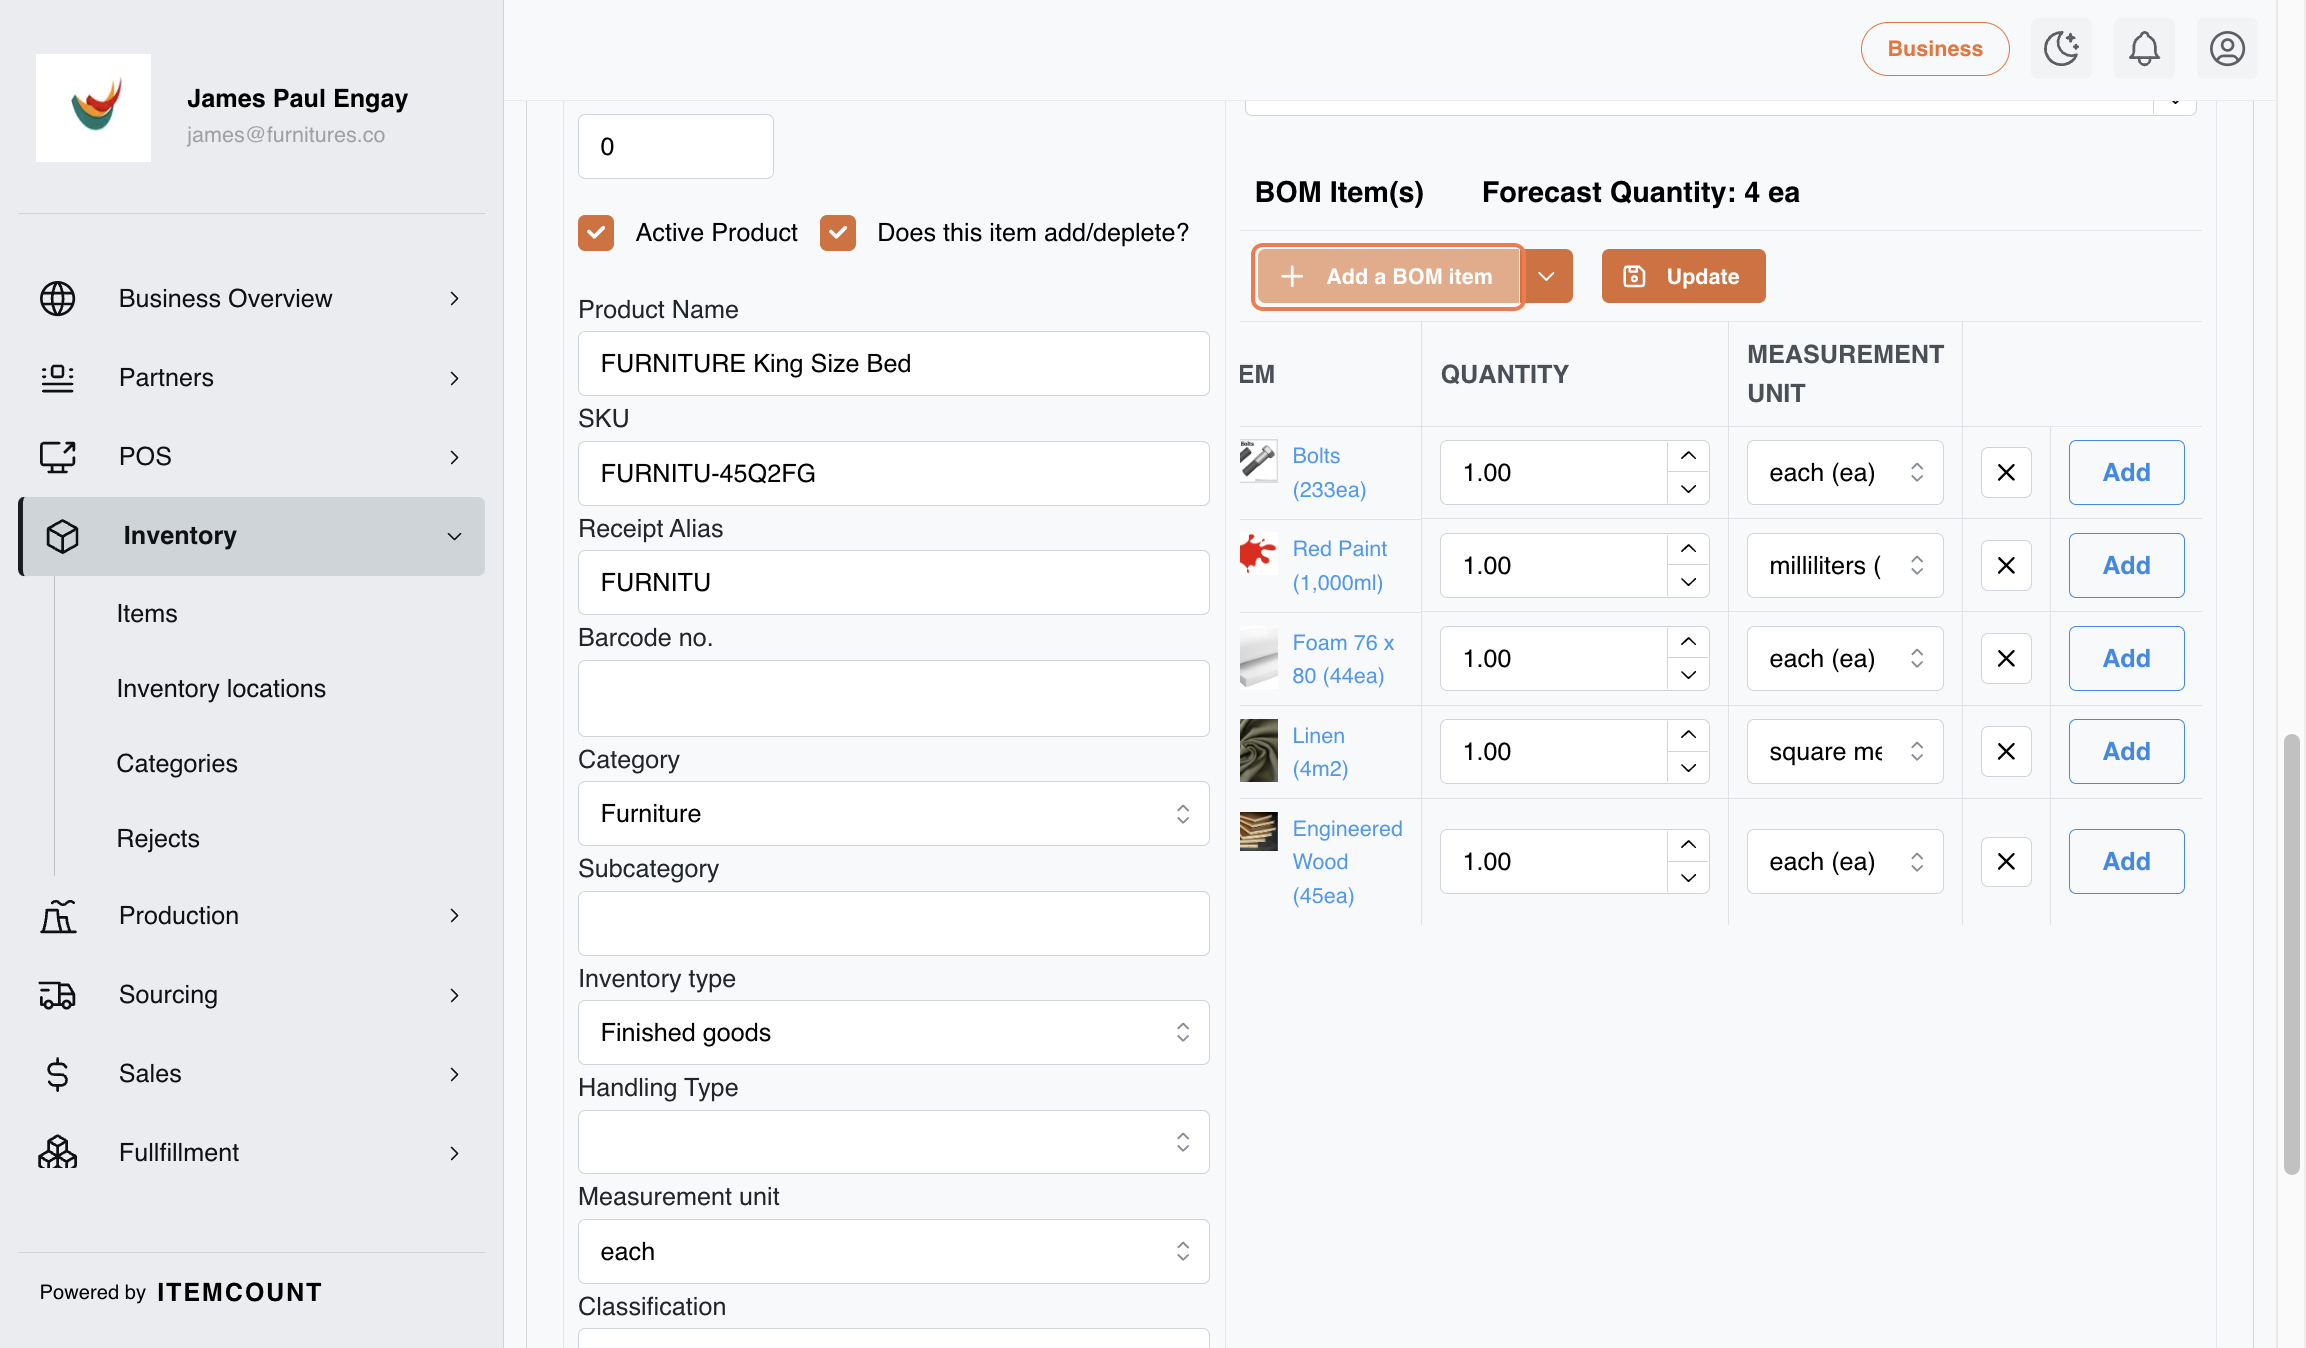 James Paul Engay
james@furnitures.co
Business Overview
Partners
POS
Inventory
Items
Inventory locations
Categories
Rejects
Production
Sourcing
Sales
Fullfillment
Powered by ITEMCOUNT
Business
0
Active Product
Does this item add/deplete?
Product Name
FURNITURE King Size Bed
SKU
FURNITU-45Q2FG
Receipt Alias
FURNITU
Barcode no.
Category
Furniture
Subcategory
Inventory type
Finished goods
Handling Type
Measurement unit
each
Classification
BOM Item(s) Forecast Quantity: 4 ea
Add a BOM item
Update
EM
QUANTITY
MEASUREMENT
UNIT
Bolts
Bolts
(233ea)
1.00
each (ea)
Add
Red Paint
(1,000ml)
1.00
milliliters (
Add
Foam 76 x
80 (44ea)
1.00
each (ea)
Add
Linen
(4m2)
1.00
square me
Add
Engineered
Wood
(45ea)
1.00
each (ea)
Add